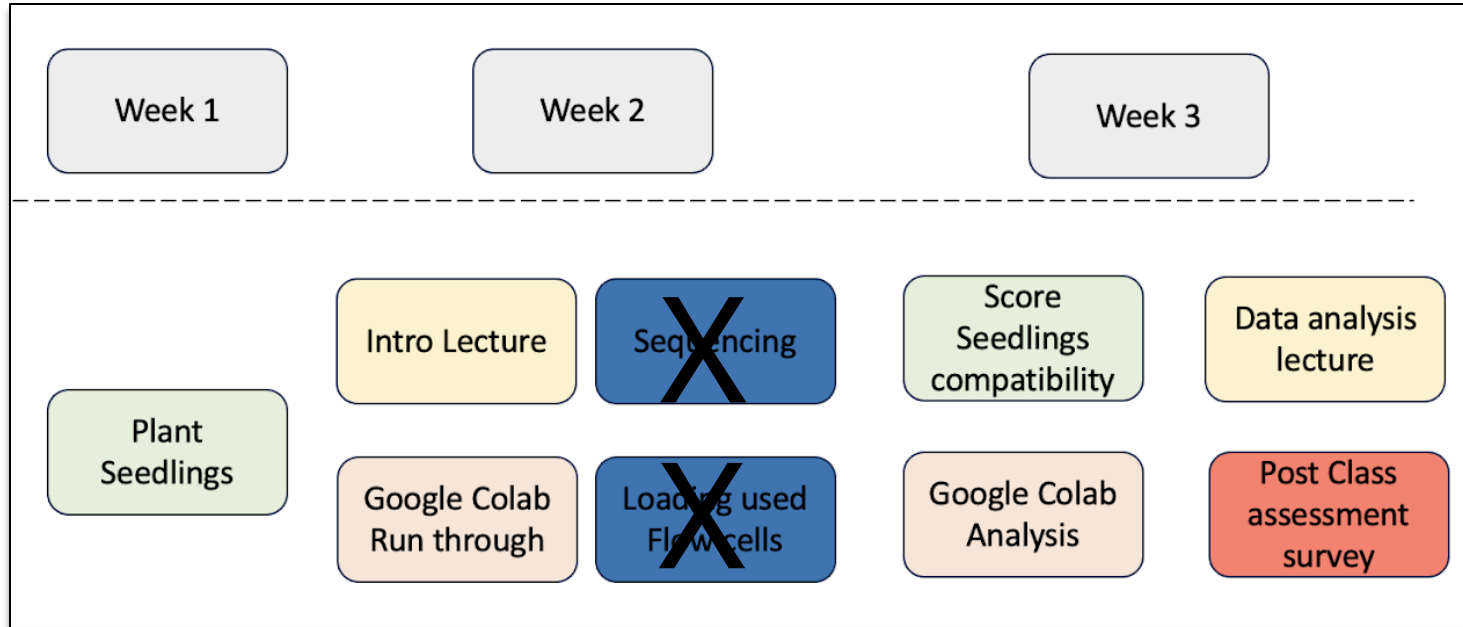 Week 1
Week 2
Week 3
Intro Lecture
Sequencing
Score
Seedlings
compatibility
Data analysis
lecture
Plant
Seedlings
Google Colab
Run through
Loading used
Flow cells
Google Colab
Analysis
Post Class
assessment
survey
X
X